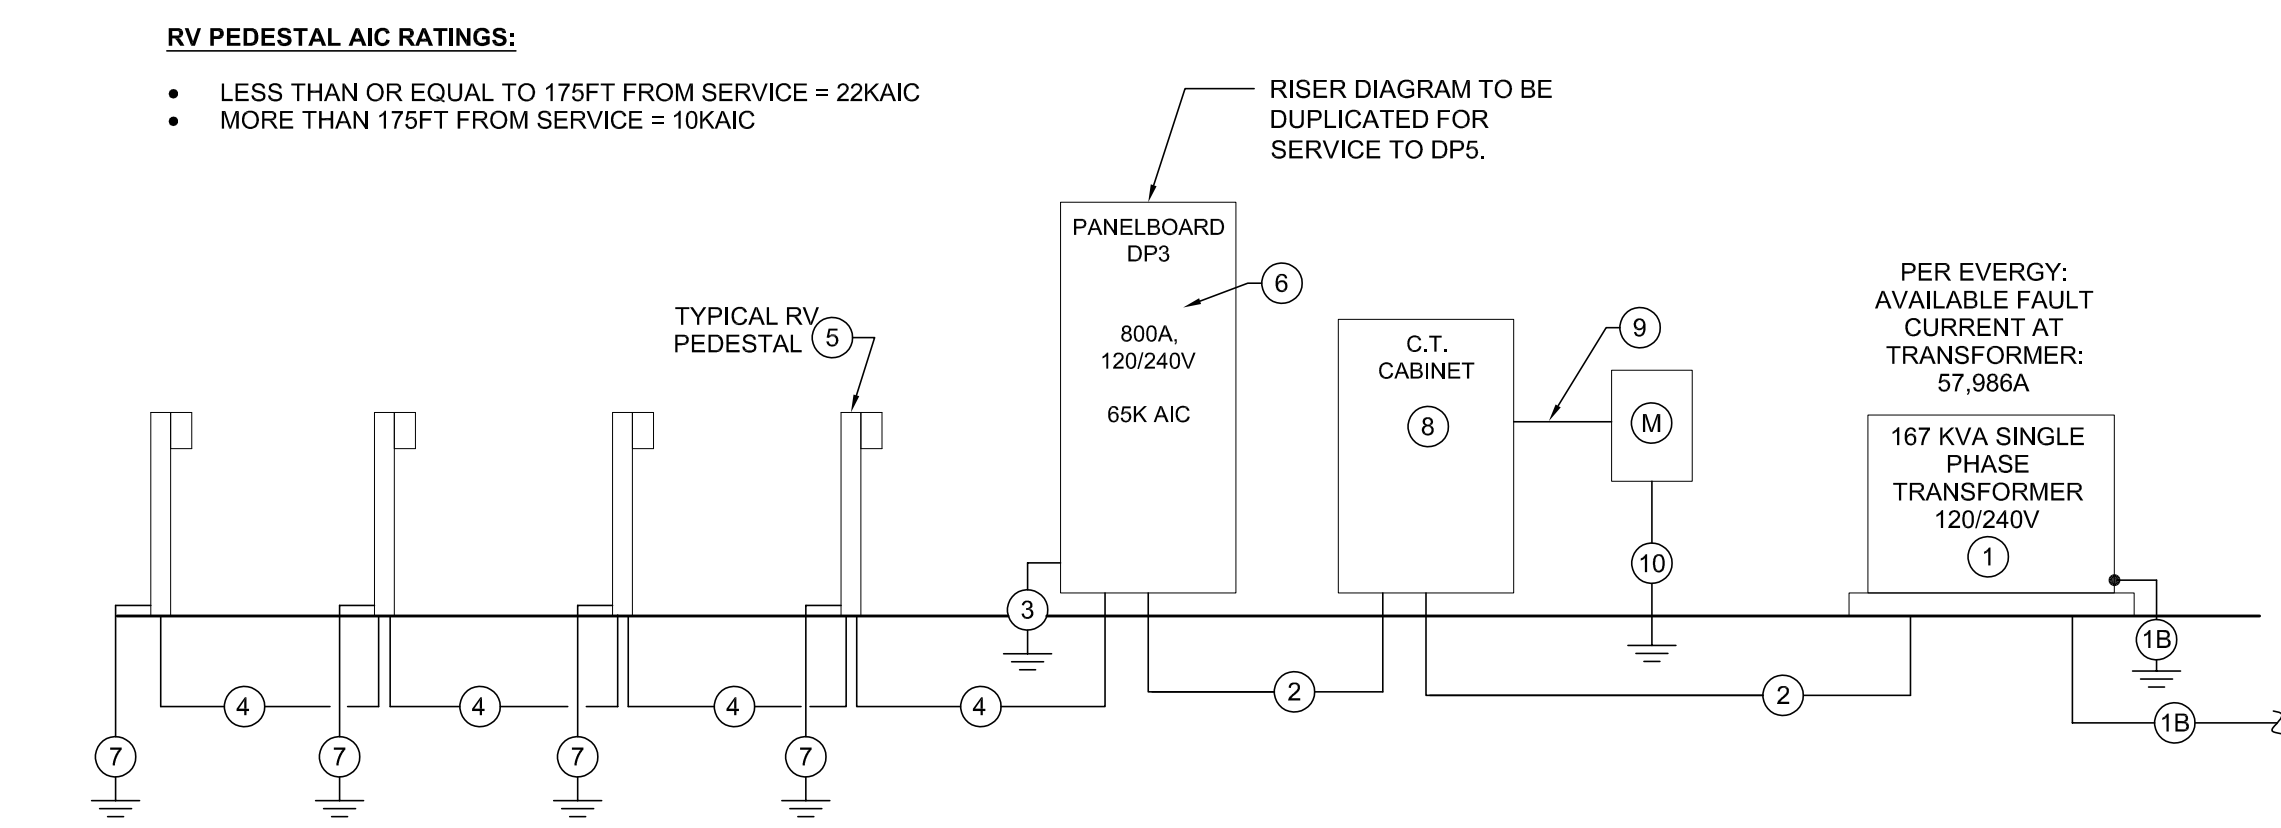 RV PEDESTAL AIC RATINGS:
• LESS THAN OR EQUAL TO 175FT FROM SERVICE = 22KAIC
• MORE THAN 175FT FROM SERVICE = 10KAIC
RISER DIAGRAM TO BE
DUPLICATED FOR
SERVICE TO DP5.
TYPICAL RV
PEDESTAL
5
PANELBOARD
DP3
800A,
120/240V
65K AIC
6
C.T.
CABINET
8
9
M
10
PER EVERGY:
AVAILABLE FAULT
CURRENT AT
TRANSFORMER:
57,986A
167 KVA SINGLE
PHASE
TRANSFORMER
120/240V
1
3
1B
4
4
4
4
2
2
1B
7
7
7
7